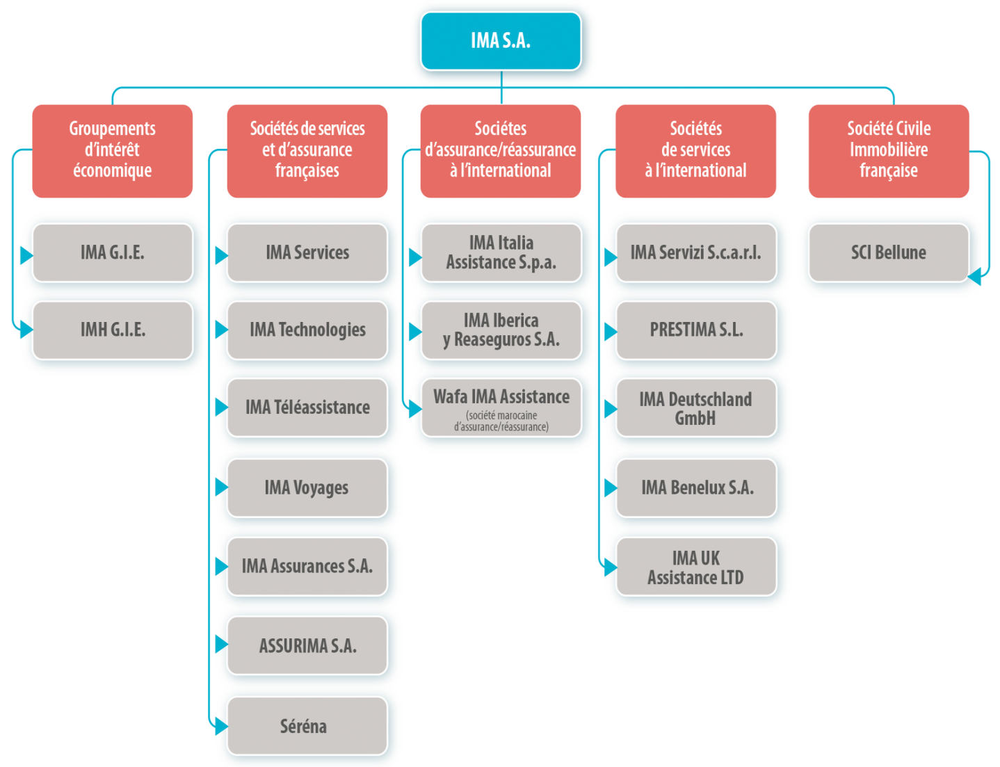 IMA S.A.
Groupements
d'intérêt
économique
IMA G.I.E.
IMH G.I.E.
Sociétés de services
et d'assurance
françaises
IMA Services
IMA Technologies
IMA Téléassistance
IMA Voyages
IMA Assurances S.A.
ASSURIMA S.A.
Séréna
Sociétes
d'assurance/réassurance
à l'international
IMA Italia
Assistance S.p.a.
IMA Iberica
y Reaseguros S.A.
Wafa IMA Assistance
(société marocaine
d'assurance/réassurance)
Sociétés
de services
à l'international
IMA Servizi S.c.a.r.l.
PRESTIMA S.L.
IMA Deutschland
GmbH
IMA Benelux S.A.
IMA UK
Assistance LTD
Société Civile
Immobilière
française
SCI Bellune